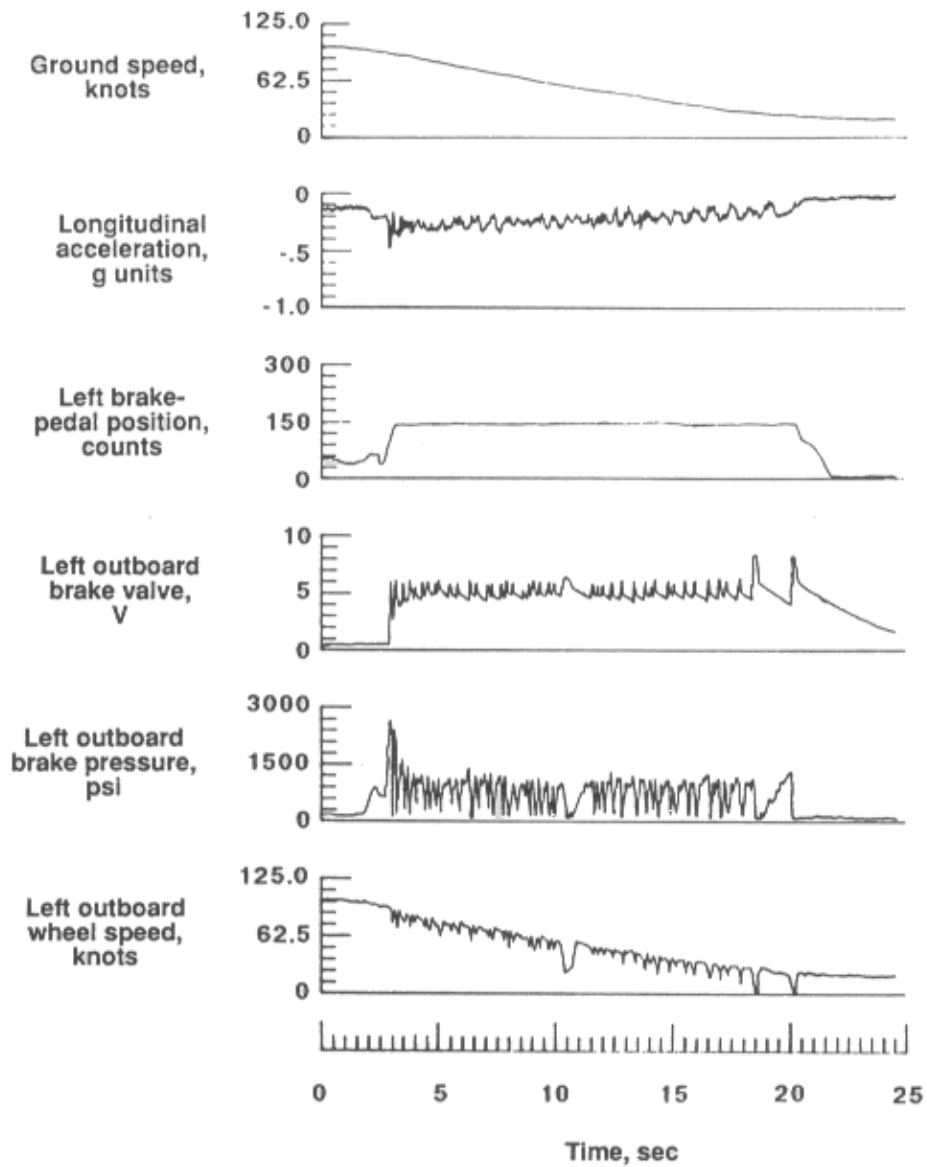 125.0
Ground speed,
knots
62.5
0
0
Longitudinal
acceleration,
g units
-.5
-1.0
300
Left brake-
pedal position,
counts
150
0
10
Left outboard
brake valve,
V
5
0
3000
Left outboard
brake pressure,
psi
1500
0
125.0
Left outboard
wheel speed,
knots
62.5
0
0 5 10 15 20 25
Time, sec